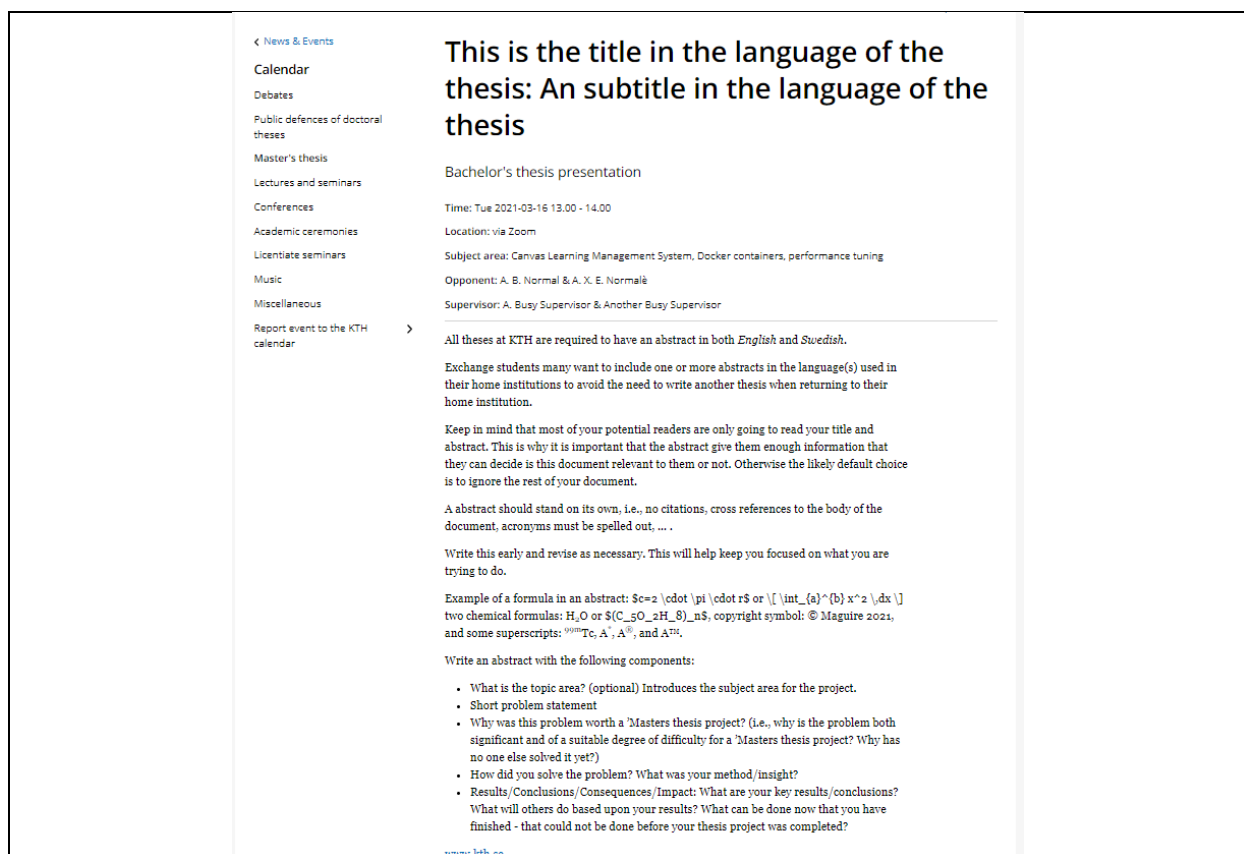 News & Events
Calendar
Debates
Public defences of doctoral
theses
Master's thesis
Lectures and seminars
Conferences
Academic ceremonies
Licentiate seminars
Music
Miscellaneous
Report event to the KTH
calendar
This is the title in the language of the
thesis: An subtitle in the language of the
thesis
Bachelor's thesis presentation
Time: Tue 2021-03-16 13.00 - 14.00
Location: via Zoom
Subject area: Canvas Learning Management System, Docker containers, performance tuning
Opponent: A. B. Normal & A. X. E. Normalè
Supervisor: A. Busy Supervisor & Another Busy Supervisor
All theses at KTH are required to have an abstract in both English and Swedish.
Exchange students many want to include one or more abstracts in the language(s) used in
their home institutions to avoid the need to write another thesis when returning to their
home institution.
Keep in mind that most of your potential readers are only going to read your title and
abstract. This is why it is important that the abstract give them enough information that
they can decide is this document relevant to them or not. Otherwise the likely default choice
is to ignore the rest of your document.
A abstract should stand on its own, i.e., no citations, cross references to the body of the
document, acronyms must be spelled out, ... .
Write this early and revise as necessary. This will help keep you focused on what you are
trying to do.
Example of a formula in an abstract: $c=2 \cdot \pi \cdot r$ or \[ \int_{a}^{b} x^2 \,dx \]
two chemical formulas: H₂O or $(C_5O_2H_8)_n$, copyright symbol: © Maguire 2021,
and some superscripts: ⁹⁹ᵐTc, A*, A®, and A™.
Write an abstract with the following components:
• What is the topic area? (optional) Introduces the subject area for the project.
• Short problem statement
• Why was this problem worth a 'Masters thesis project? (i.e., why is the problem both
significant and of a suitable degree of difficulty for a 'Masters thesis project? Why has
no one else solved it yet?)
• How did you solve the problem? What was your method/insight?
• Results/Conclusions/Consequences/Impact: What are your key results/conclusions?
What will others do based upon your results? What can be done now that you have
finished - that could not be done before your thesis project was completed?